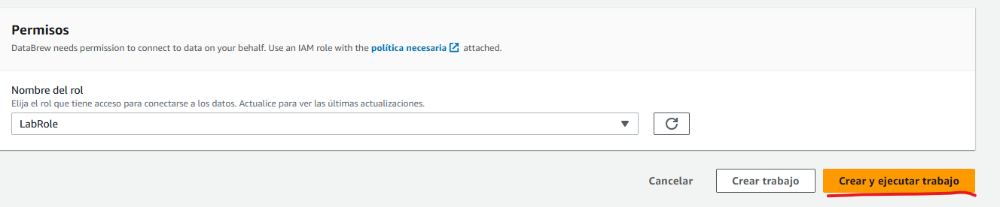 Permisos
DataBrew needs permission to connect to data on your behalf. Use an IAM role with the política necesaria attached.
Nombre del rol
Elija el rol que tiene acceso para conectarse a los datos. Actualice para ver las últimas actualizaciones.
LabRole
Cancelar Crear trabajo Crear y ejecutar trabajo